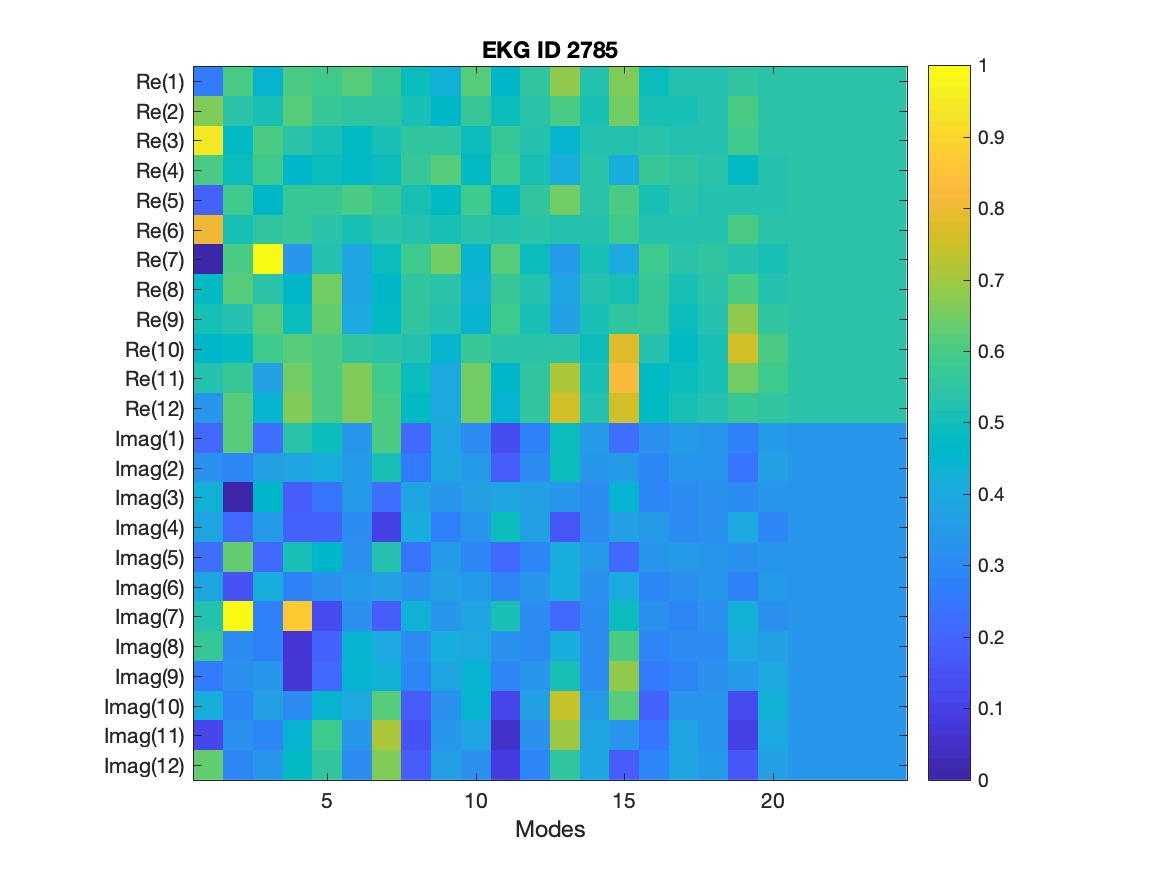 EKG ID 2785
Re(1)
Re(2)
Re(3)
Re(4)
Re(5)
Re(6)
Re(7)
Re(8)
Re(9)
Re(10)
Re(11)
Re(12)
Imag(1)
Imag(2)
Imag(3)
Imag(4)
Imag(5)
Imag(6)
Imag(7)
Imag(8)
Imag(9)
Imag(10)
Imag(11)
Imag(12)
5 10 15 20
Modes
1
0.9
0.8
0.7
0.6
0.5
0.4
0.3
0.2
0.1
0